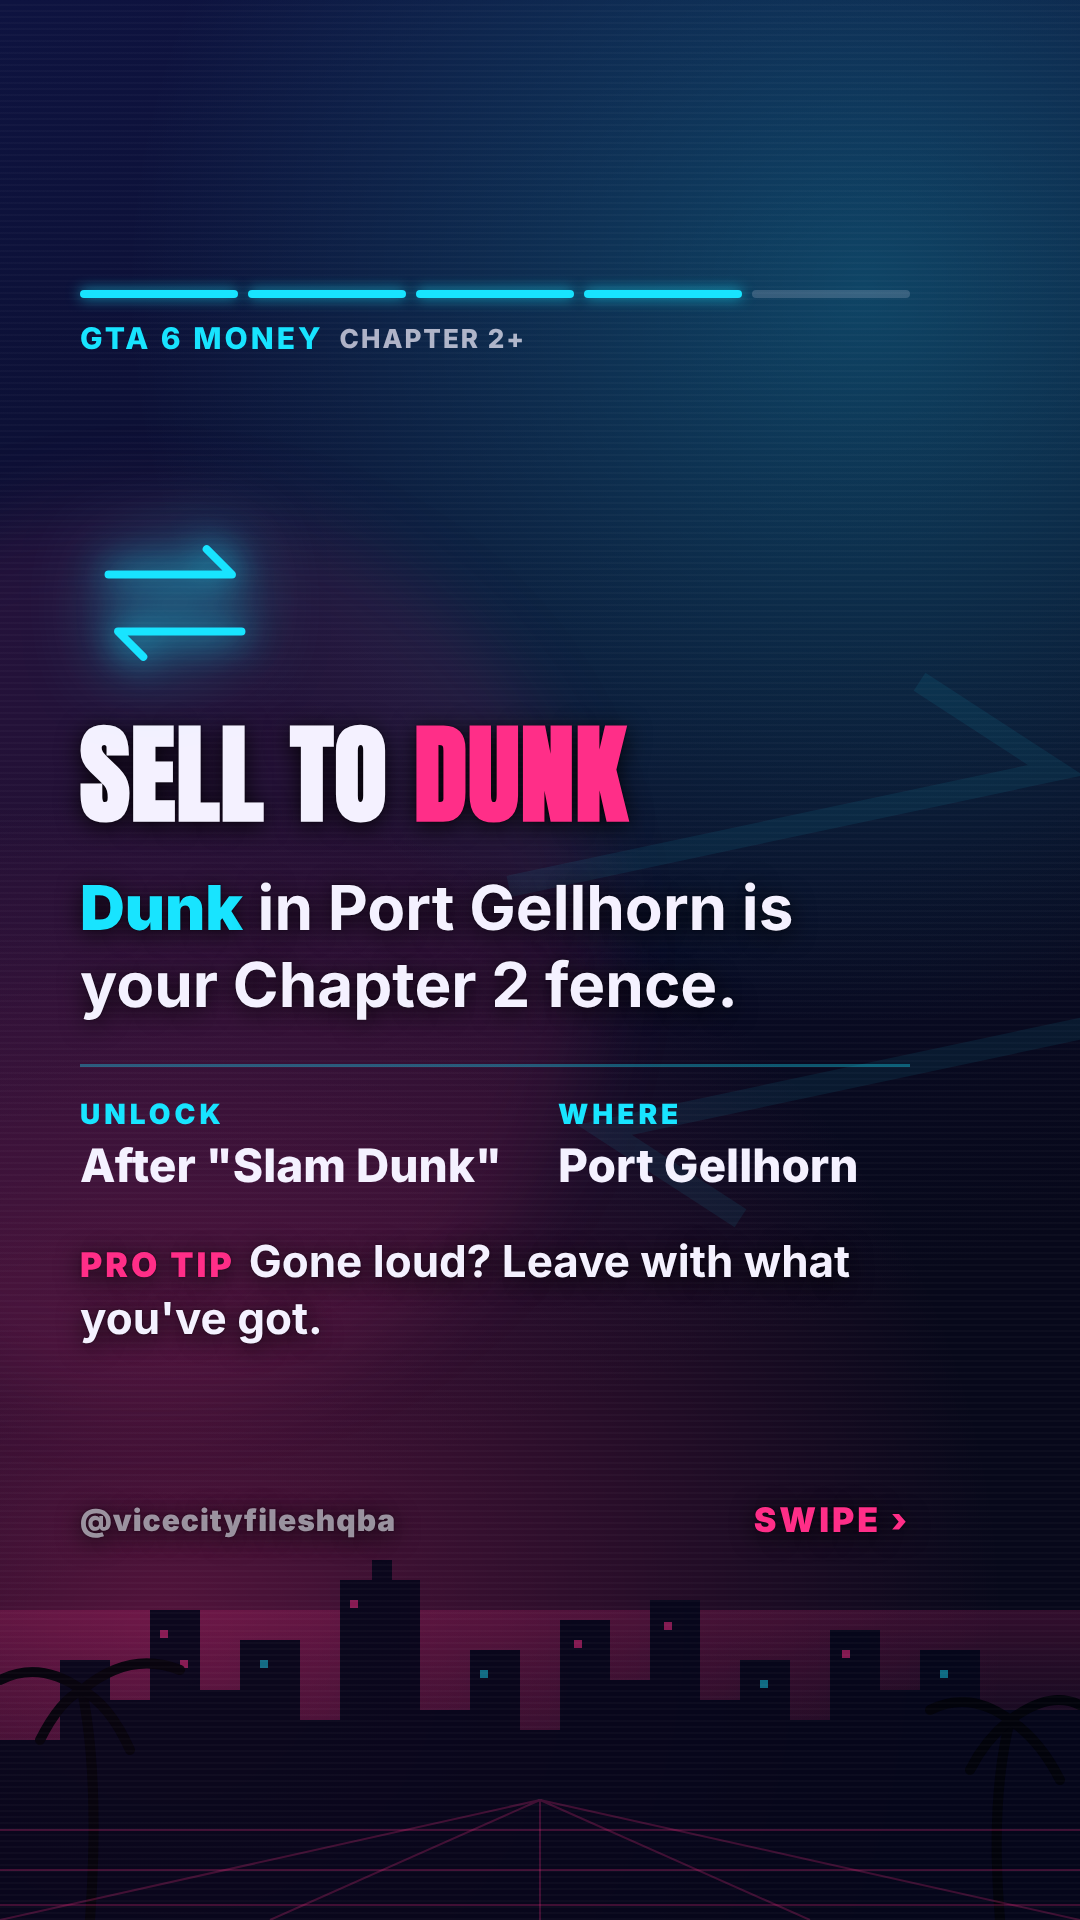 GTA 6 MONEY CHAPTER 2+
SELL TO DUNK
Dunk in Port Gellhorn is
your Chapter 2 fence.
UNLOCK WHERE
After "Slam Dunk" Port Gellhorn
PRO TIP Gone loud? Leave with what
you've got.
@vicecityfileshqba SWIPE ›